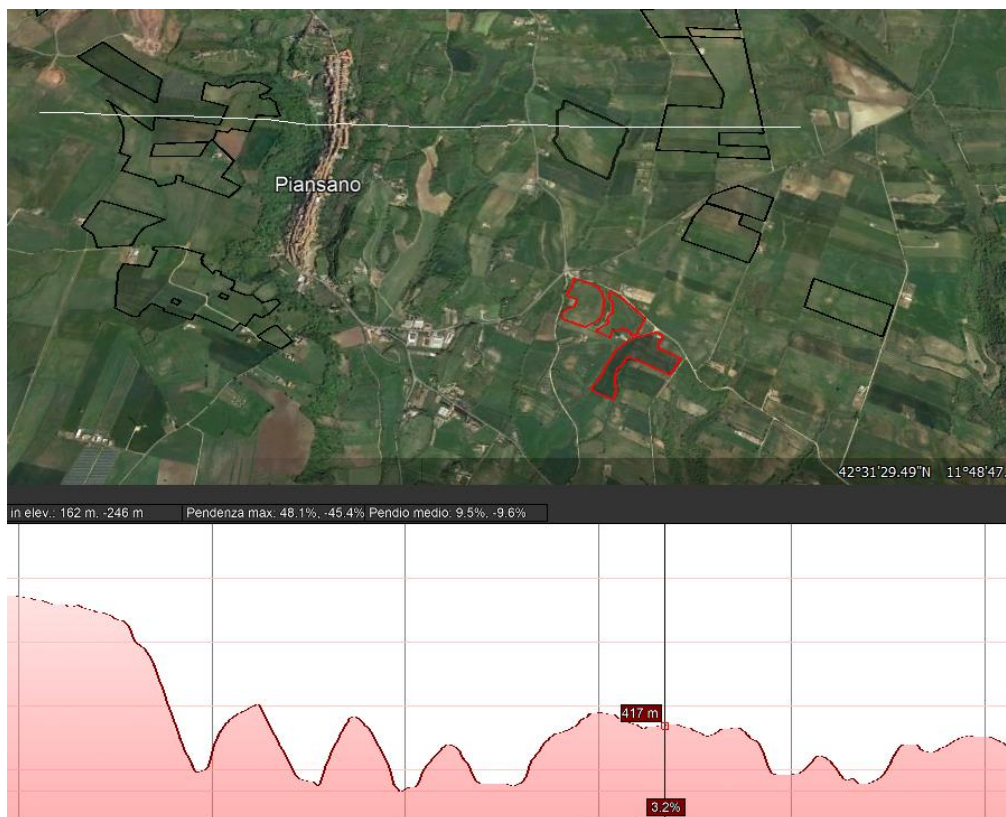 Piansano
42°31'29.49"N 11°48'47.
in elev.: 162 m, -246 m Pendenza max: 48.1%, -45.4% Pendio medio: 9.5%, -9.6%
417 m
3.2%